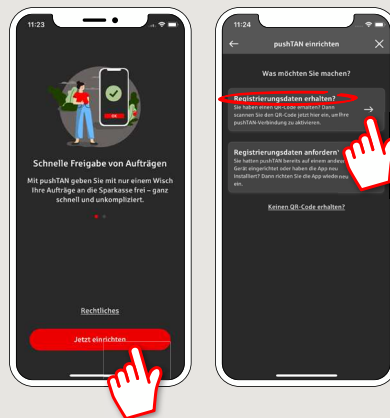 11:23
OK
Schnelle Freigabe von Aufträgen
Mit pushTAN geben Sie mit nur einem Wisch
Ihre Aufträge an die Sparkasse frei – ganz
schnell und unkompliziert.
Rechtliches
Jetzt einrichten
11:24
pushTAN einrichten
Was möchten Sie machen?
Registrierungsdaten erhalten?
Sie haben einen QR-Code erhalten? Dann
scannen Sie den QR-Code jetzt hier ein, um Ihre
pushTAN-Verbindung zu aktivieren.
Registrierungsdaten anfordern
Sie hatten pushTAN bereits auf einem
Gerät eingerichtet oder haben die App neu
installiert? Dann richten Sie die App wieder neu
ein.
Keinen QR-Code erhalten?